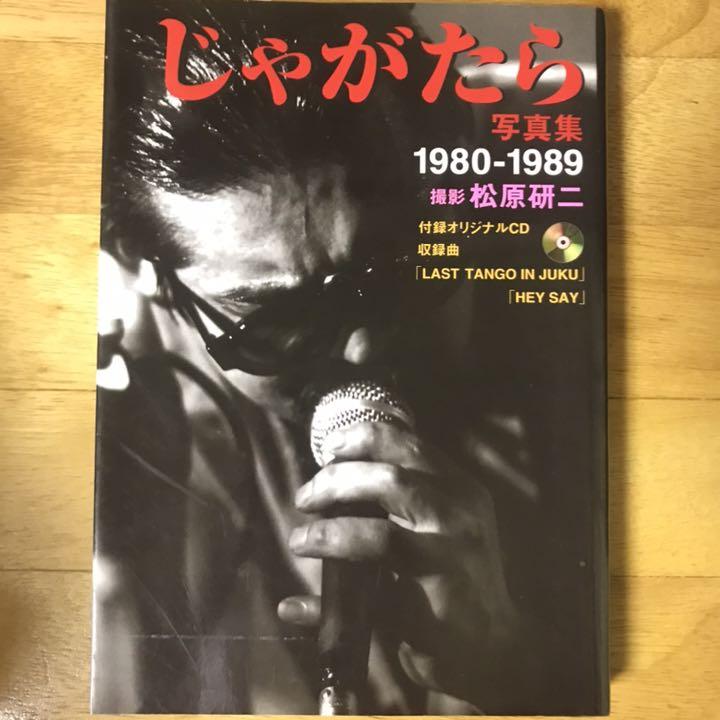 じゃがたら
写真集
1980-1989
撮影 松原研二
付録オリジナルCD
収録曲
「LAST TANGO IN JUKU」
「HEY SAY」